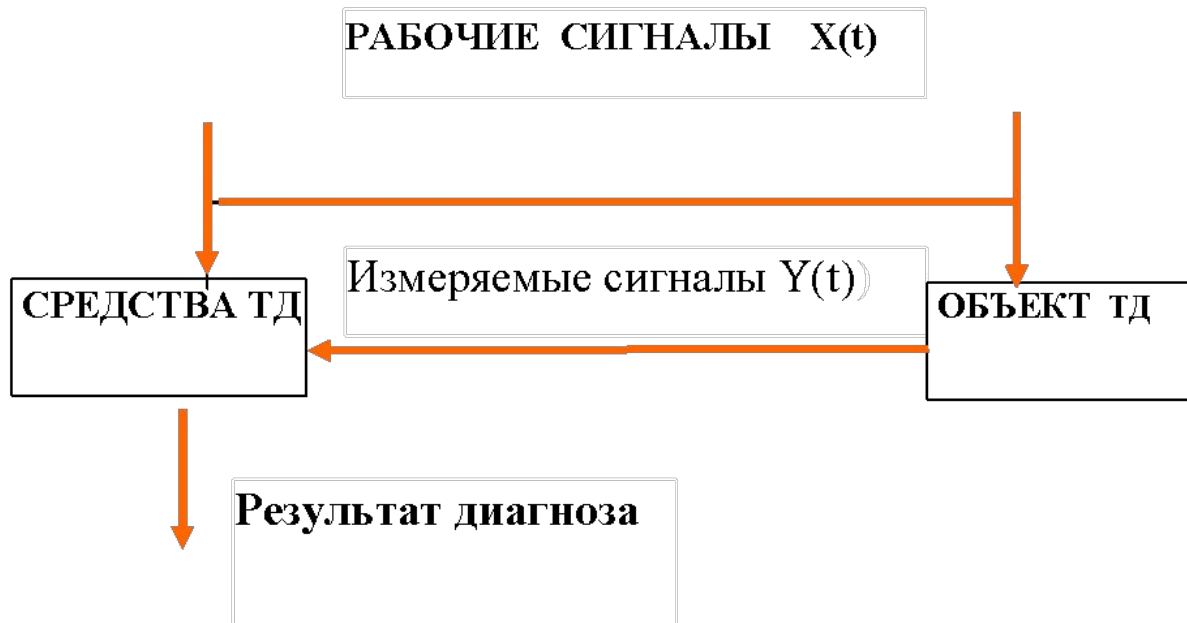 РАБОЧИЕ СИГНАЛЫ X(t)
Измеряемые сигналы Y(t))
СРЕДСТВА ТД
ОБЪЕКТ ТД
Результат диагноза